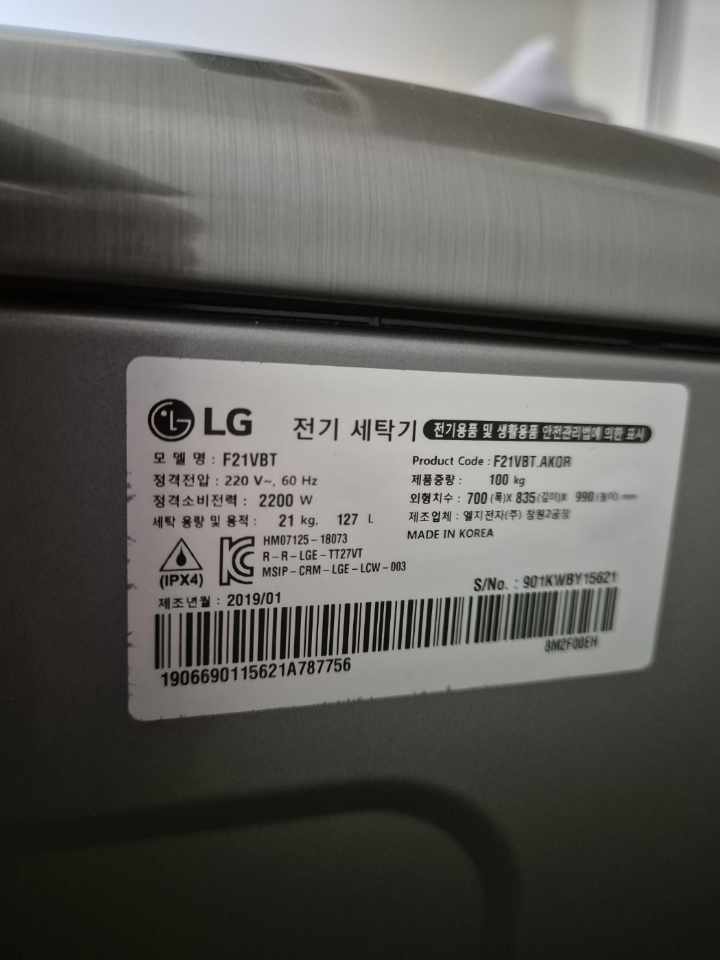 LG 전기 세탁기 전기용품 및 생활용품 안전관리법에 의한 표시
모 델 명 : F21VBT
Product Code : F21VBT.AKOR
정격전압 : 220 V~, 60 Hz
제품중량 : 100 kg
정격소비전력 : 2200 W
외형치수 : 700 (폭)X 835(깊이)X 990(높이) mm
세탁 용량 및 용적 : 21 kg, 127 L
제조업체 : 엘지전자(주) 창원2공장
MADE IN KOREA
(IPX4)
HM07125-18073
R-R-LGE-TT27VT
MSIP-CRM-LGE-LCW-003
제조년월 : 2019/01
S/No. : 901KWBY15621
1906690115621A787756